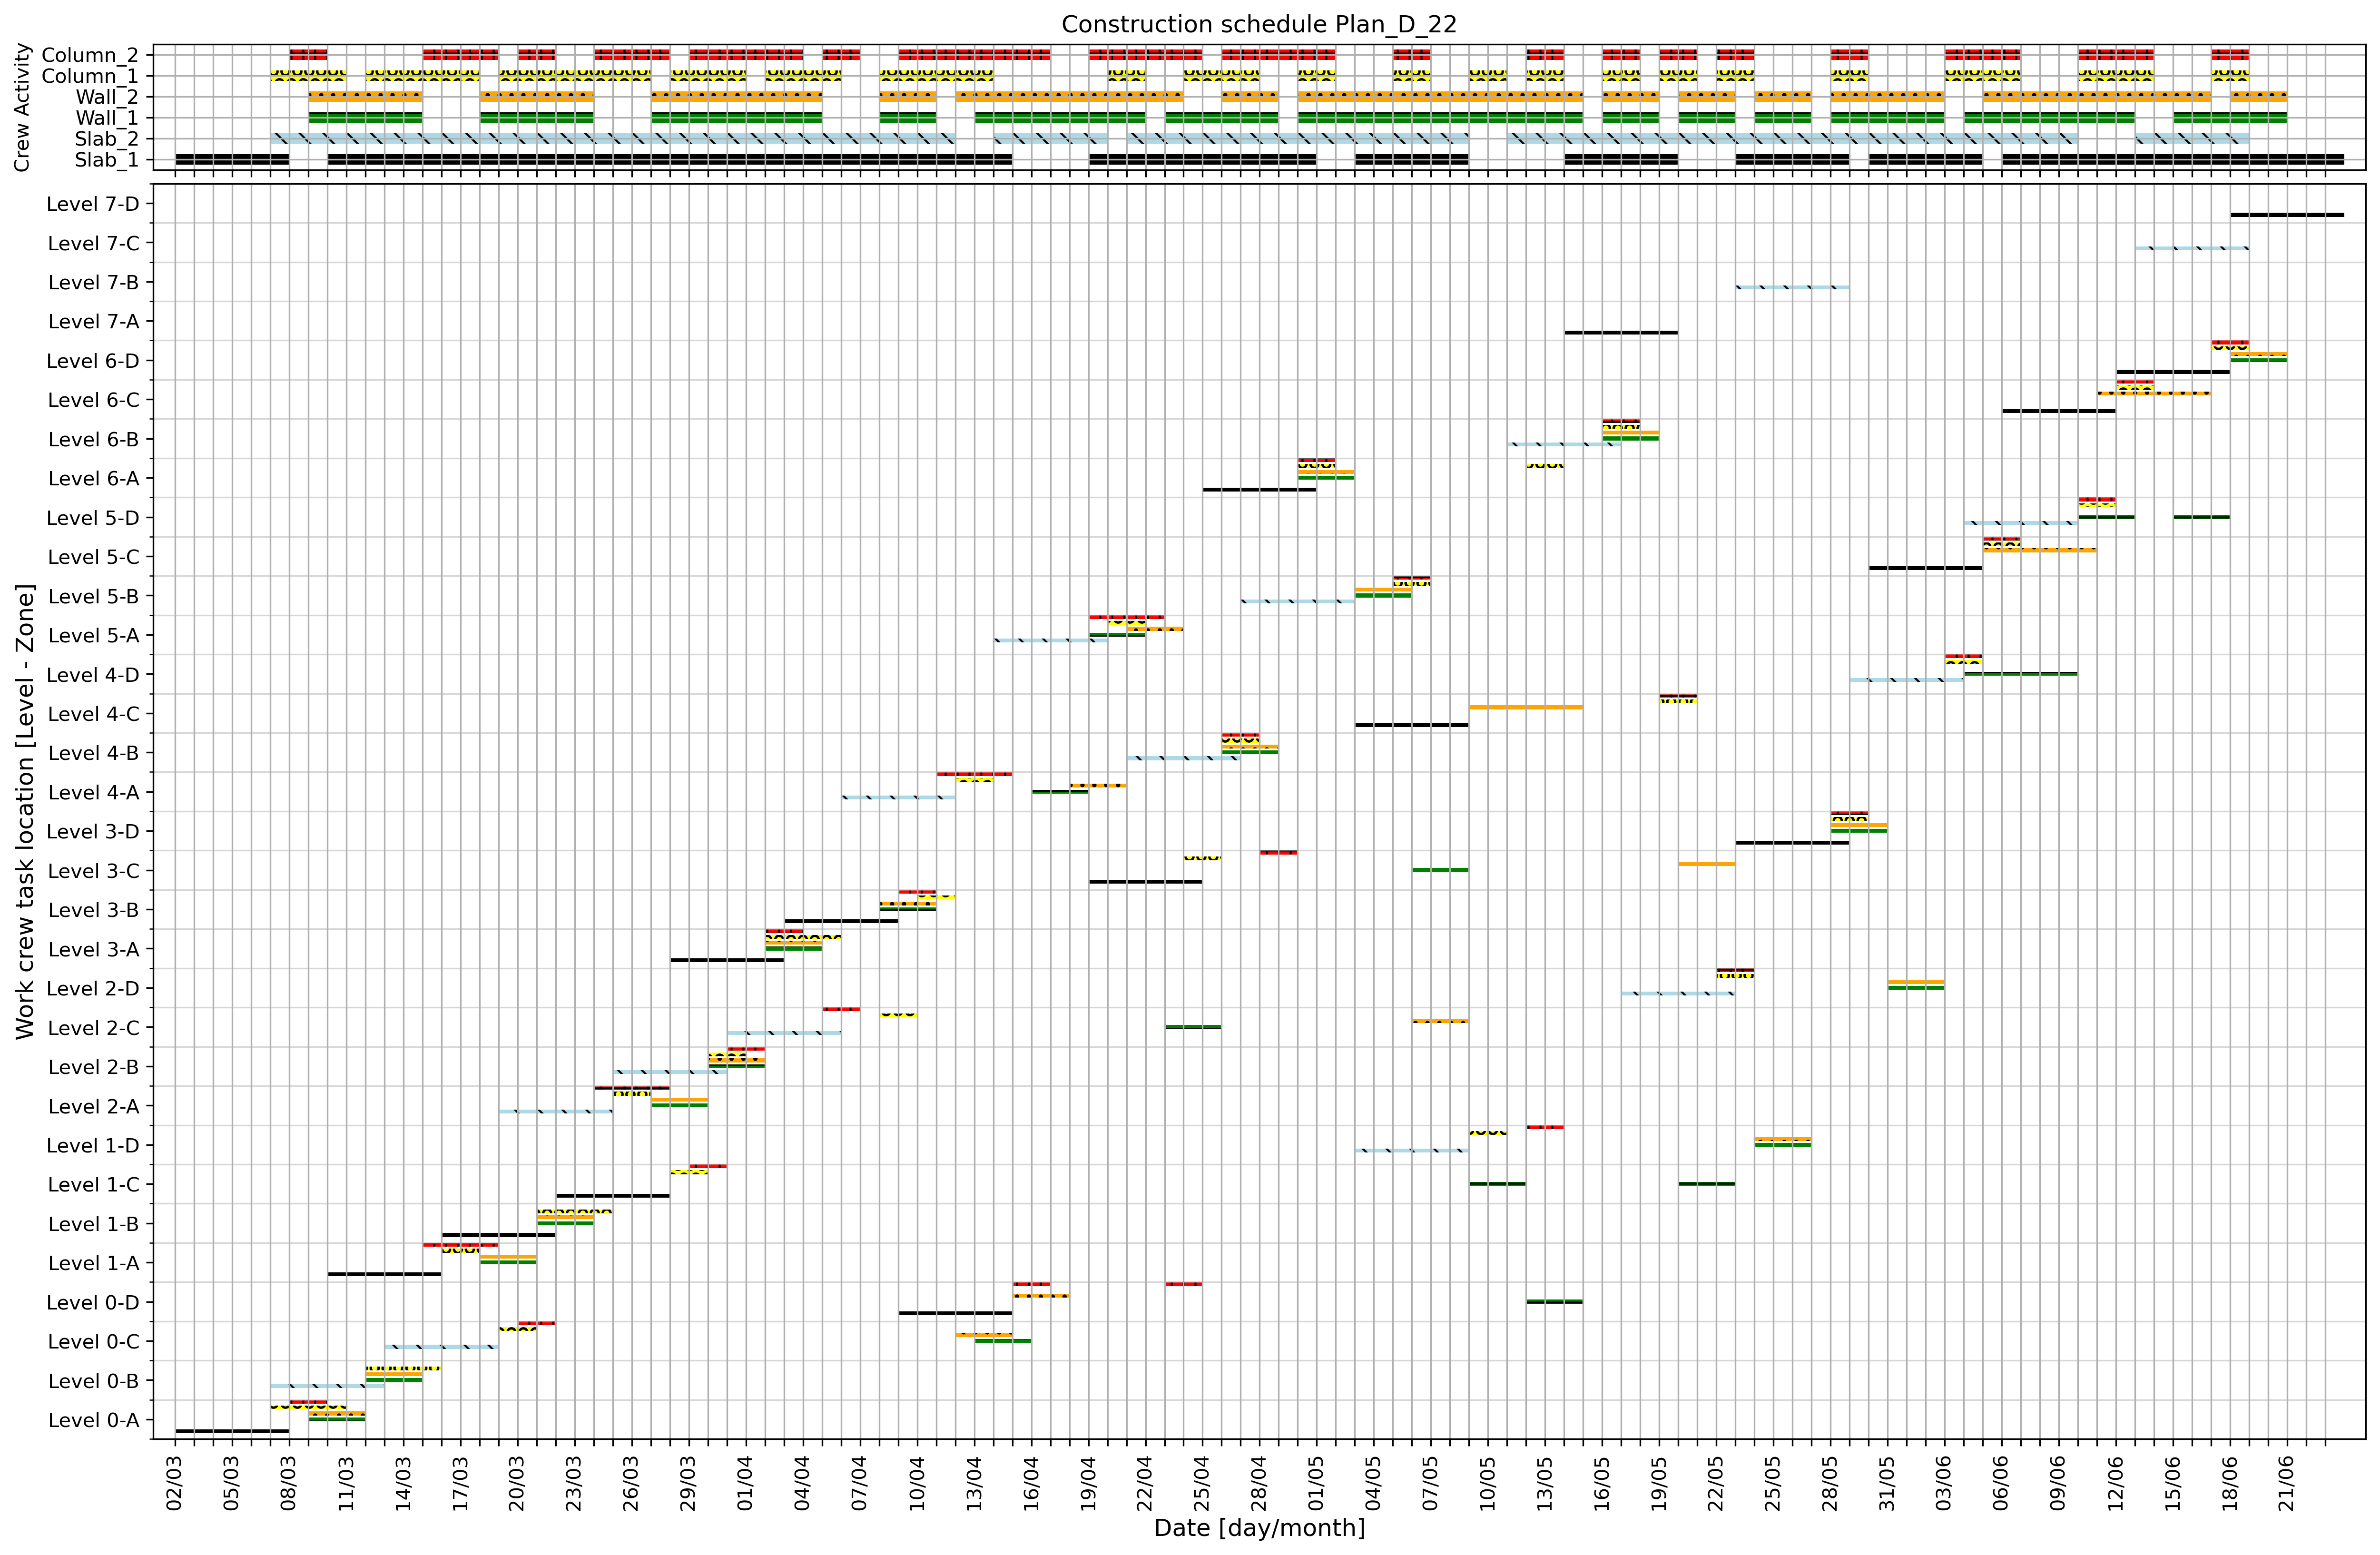 Construction schedule Plan_D_22
Crew Activity
Column_2
Column_1
Wall_2
Wall_1
Slab_2
Slab_1
Work crew task location [Level - Zone]
Level 7-D
Level 7-C
Level 7-B
Level 7-A
Level 6-D
Level 6-C
Level 6-B
Level 6-A
Level 5-D
Level 5-C
Level 5-B
Level 5-A
Level 4-D
Level 4-C
Level 4-B
Level 4-A
Level 3-D
Level 3-C
Level 3-B
Level 3-A
Level 2-D
Level 2-C
Level 2-B
Level 2-A
Level 1-D
Level 1-C
Level 1-B
Level 1-A
Level 0-D
Level 0-C
Level 0-B
Level 0-A
02/03
05/03
08/03
11/03
14/03
17/03
20/03
23/03
26/03
29/03
01/04
04/04
07/04
10/04
13/04
16/04
19/04
22/04
25/04
28/04
01/05
04/05
07/05
10/05
13/05
16/05
19/05
22/05
25/05
28/05
31/05
03/06
06/06
09/06
12/06
15/06
18/06
21/06
Date [day/month]